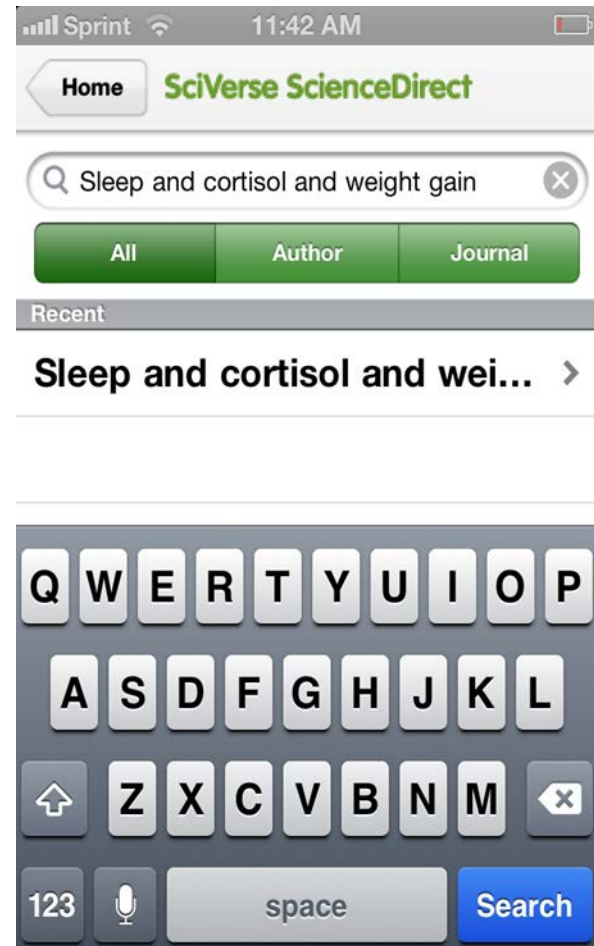 Sprint 11:42 AM
Home SciVerse ScienceDirect
Sleep and cortisol and weight gain
All Author Journal
Recent
Sleep and cortisol and wei...
Q W E R T Y U I O P
A S D F G H J K L
Z X C V B N M
123 space Search